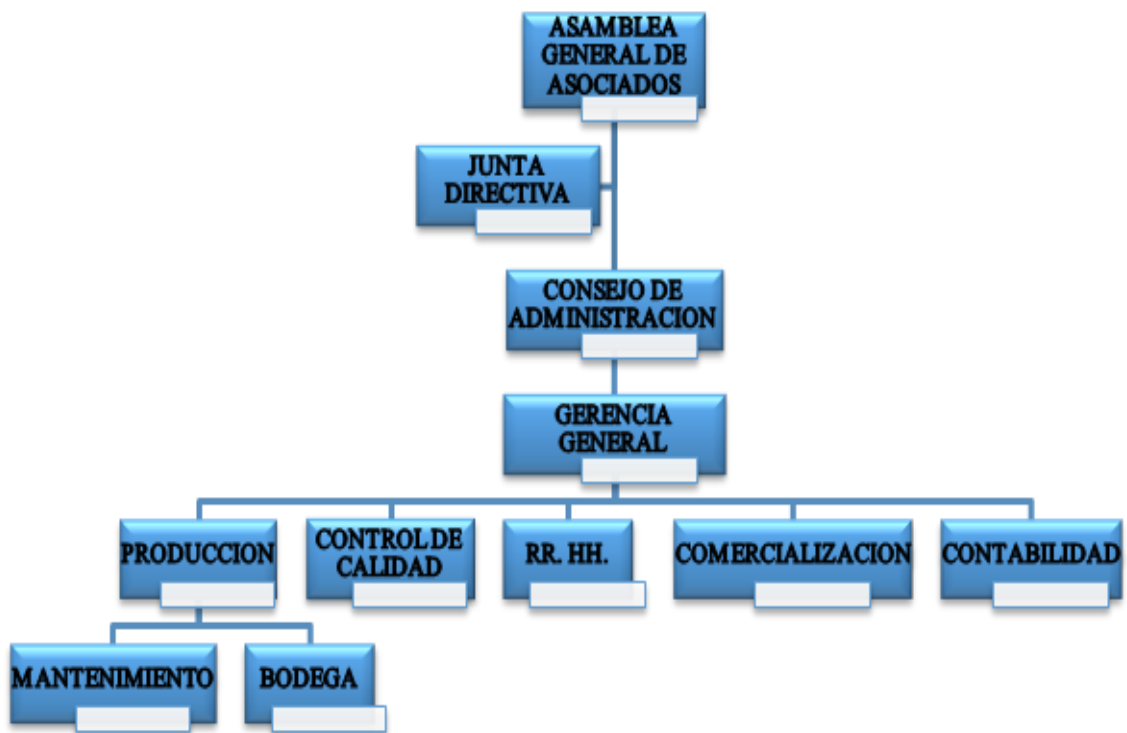 ASAMBLEA
GENERAL DE
ASOCIADOS
JUNTA
DIRECTIVA
CONSEJO DE
ADMINISTRACION
GERENCIA
GENERAL
PRODUCCION
CONTROL DE
CALIDAD
RR. HH.
COMERCIALIZACION
CONTABILIDAD
MANTENIMIENTO
BODEGA